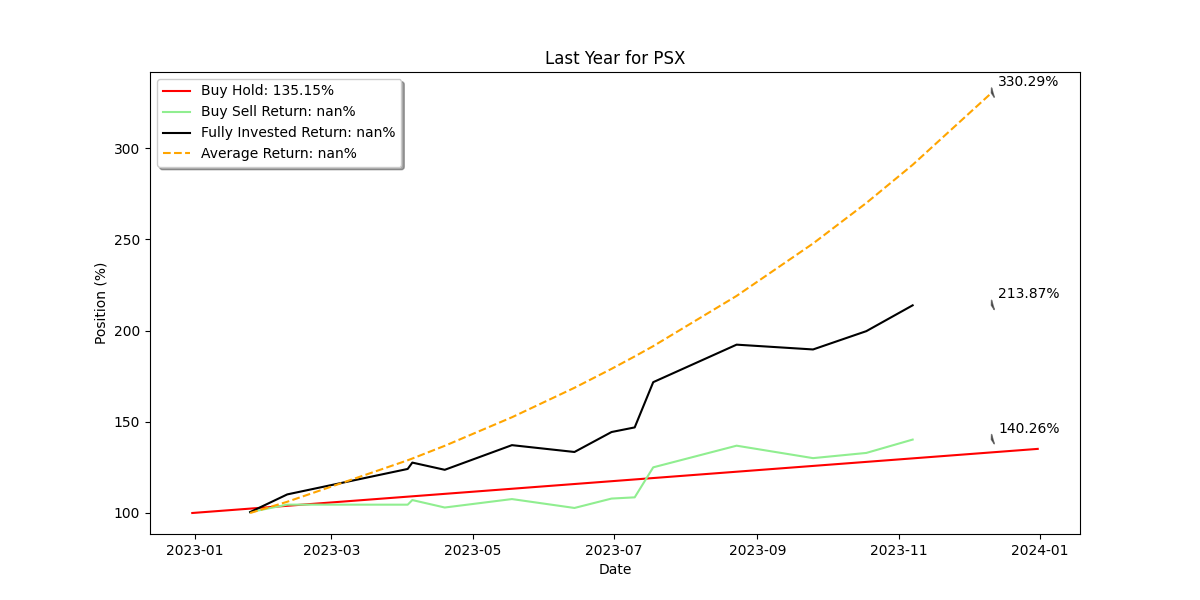 Last Year for PSX
330.29%
Buy Hold: 135.15%
Buy Sell Return: nan%
Fully Invested Return: nan%
Average Return: nan%
300
250
213.87%
Position (%)
200
150
140.26%
100
2023-01
2023-03
2023-05
2023-07
2023-09
2023-11
2024-01
Date